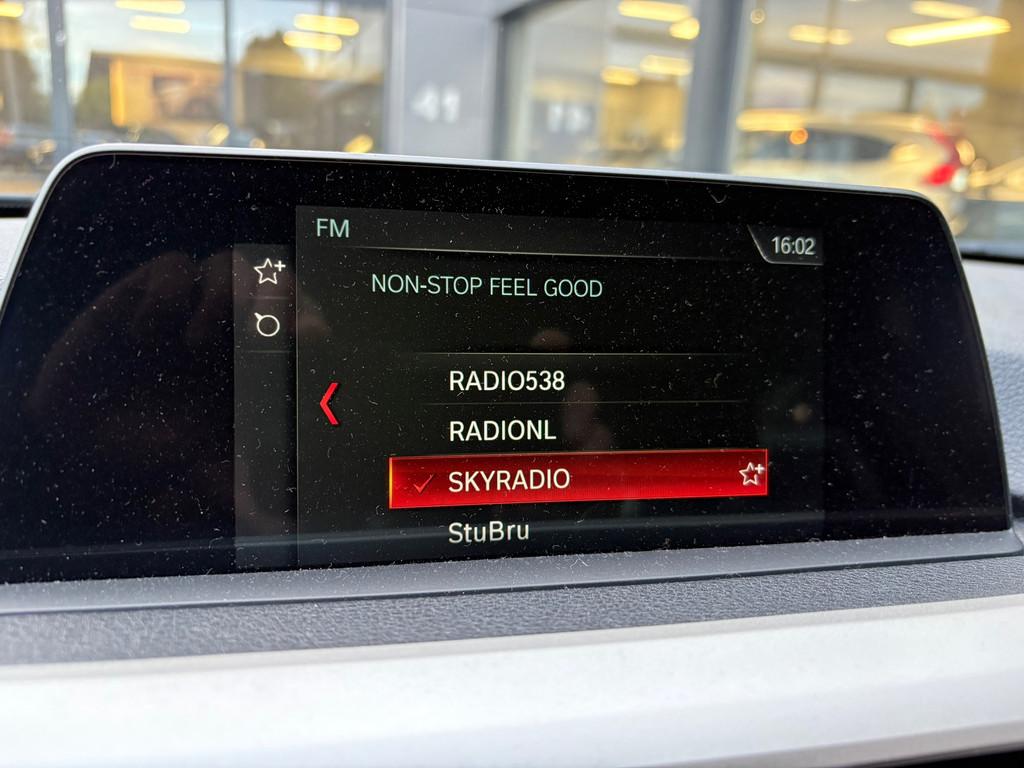 FM
16:02
NON-STOP FEEL GOOD
RADIO538
RADIONL
SKYRADIO
StuBru